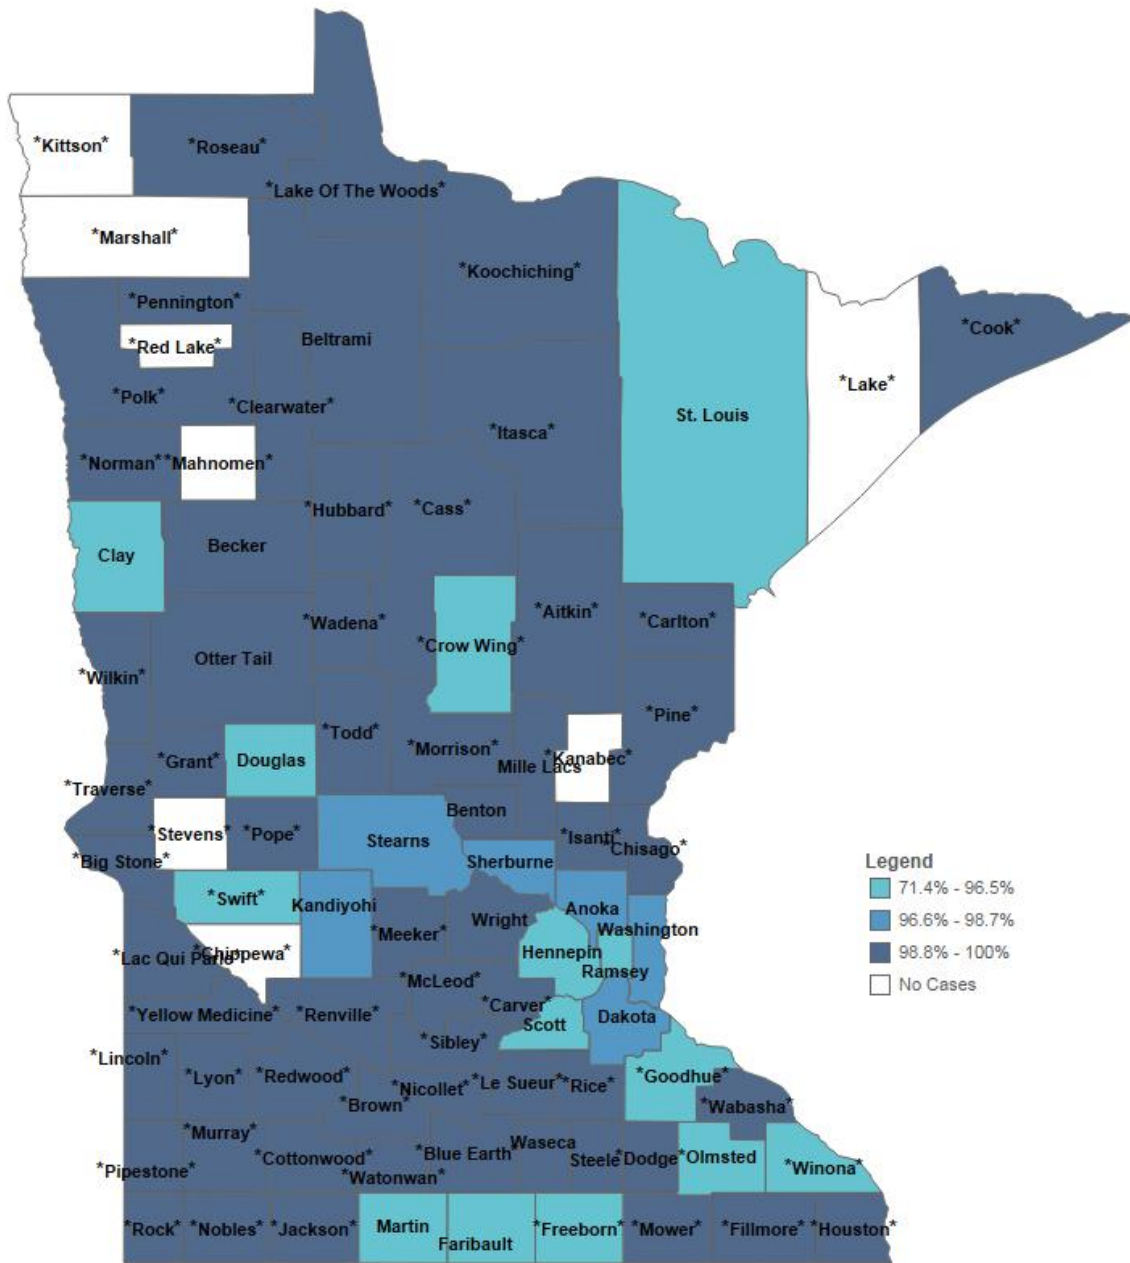 *Kittson*
*Roseau*
*Lake Of The Woods*
*Marshall*
*Koochiching*
*Pennington*
*Cook*
*Red Lake*
Beltrami
*Lake*
*Polk*
*Clearwater*
St. Louis
*Itasca*
*Norman*
*Mahnomen*
*Hubbard*
*Cass*
Becker
Clay
*Aitkin*
*Carlton*
*Wadena*
*Crow Wing*
Otter Tail
*Wilkin*
*Pine*
*Todd*
*Morrison*
*Grant*
Douglas
*Kanabec*
Mille Lacs
*Traverse*
Benton
*Stevens*
*Pope*
*Isanti*
Stearns
*Chisago*
*Big Stone*
Sherburne
Legend
71.4% - 96.5%
*Swift*
Kandiyohi
Anoka
96.6% - 98.7%
Wright
Washington
*Meeker*
98.8% - 100%
*Chippewa*
*Lac Qui Parle*
Hennepin
Ramsey
*McLeod*
No Cases
*Carver*
*Yellow Medicine*
*Renville*
Scott
Dakota
*Sibley*
*Lincoln*
*Lyon*
*Redwood*
*Nicollet*
*Le Sueur*
*Rice*
*Goodhue*
*Brown*
*Wabasha*
*Murray*
*Cottonwood*
*Blue Earth*
Waseca
Steele
*Dodge*
Olmsted
*Winona*
*Pipestone*
*Watonwan*
*Rock*
*Nobles*
*Jackson*
Martin
Faribault
*Freeborn*
*Mower*
*Fillmore*
*Houston*